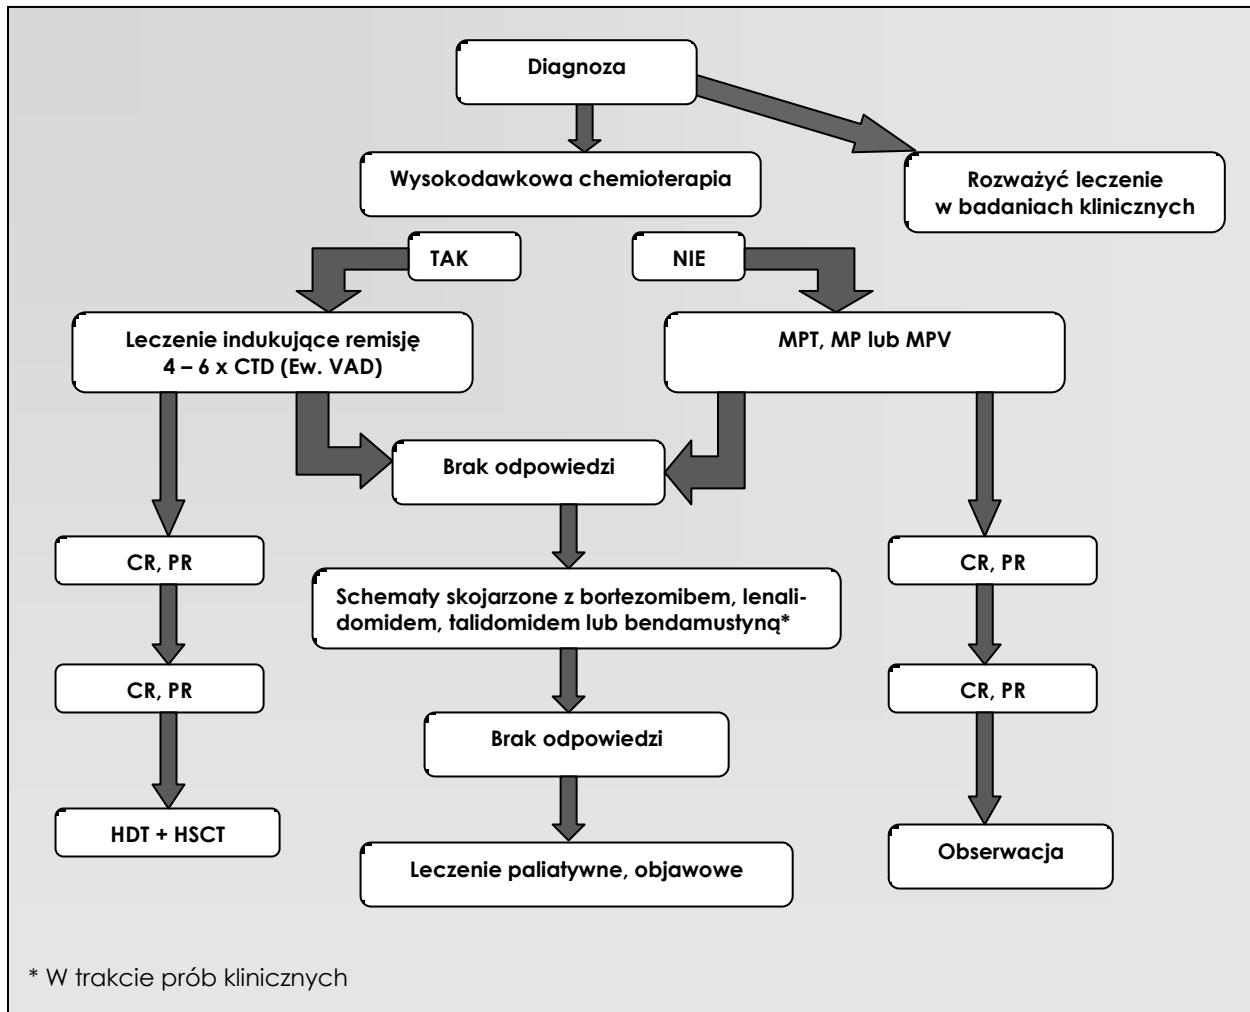 Diagnoza
Wysokodawkowa chemioterapia
Rozważyć leczenie
w badaniach klinicznych
TAK
NIE
Leczenie indukujące remisję
4 – 6 x CTD (Ew. VAD)
MPT, MP lub MPV
Brak odpowiedzi
CR, PR
CR, PR
Schematy skojarzone z bortezomibem, lenali-
domidem, talidomidem lub bendamustyną*
CR, PR
CR, PR
Brak odpowiedzi
HDT + HSCT
Obserwacja
Leczenie paliatywne, objawowe
* W trakcie prób klinicznych